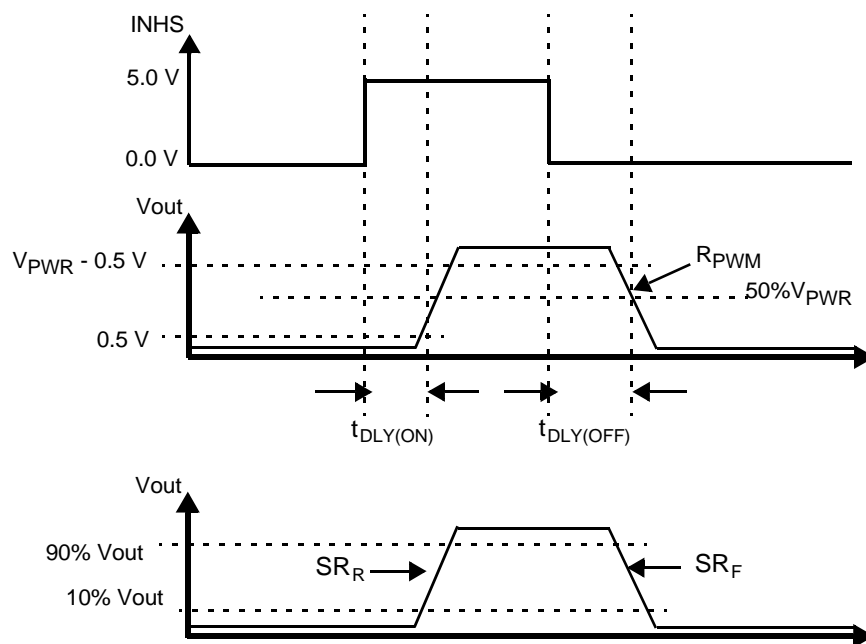 INHS
5.0 V
0.0 V
Vout
VPWR - 0.5 V
RPWM
50%VPWR
0.5 V
tDLY(ON)
tDLY(OFF)
Vout
90% Vout
SRR
SRF
10% Vout